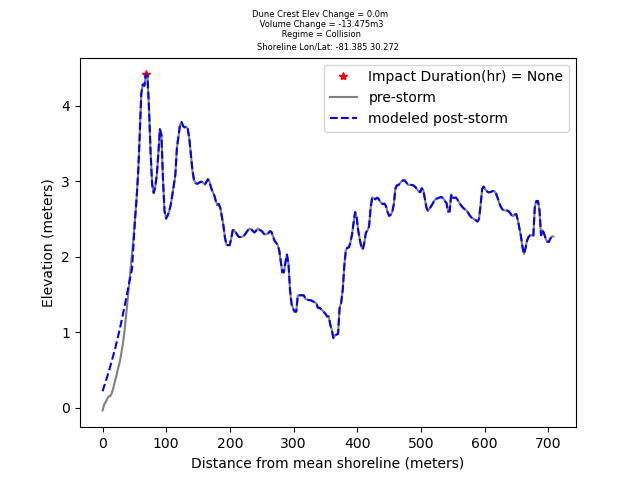 Dune Crest Elev Change = 0.0m
Volume Change = -13.475m3
Regime = Collision
Shoreline Lon/Lat: -81.385 30.272
Impact Duration(hr) = None
pre-storm
modeled post-storm
Elevation (meters)
4
3
2
1
0
0 100 200 300 400 500 600 700
Distance from mean shoreline (meters)